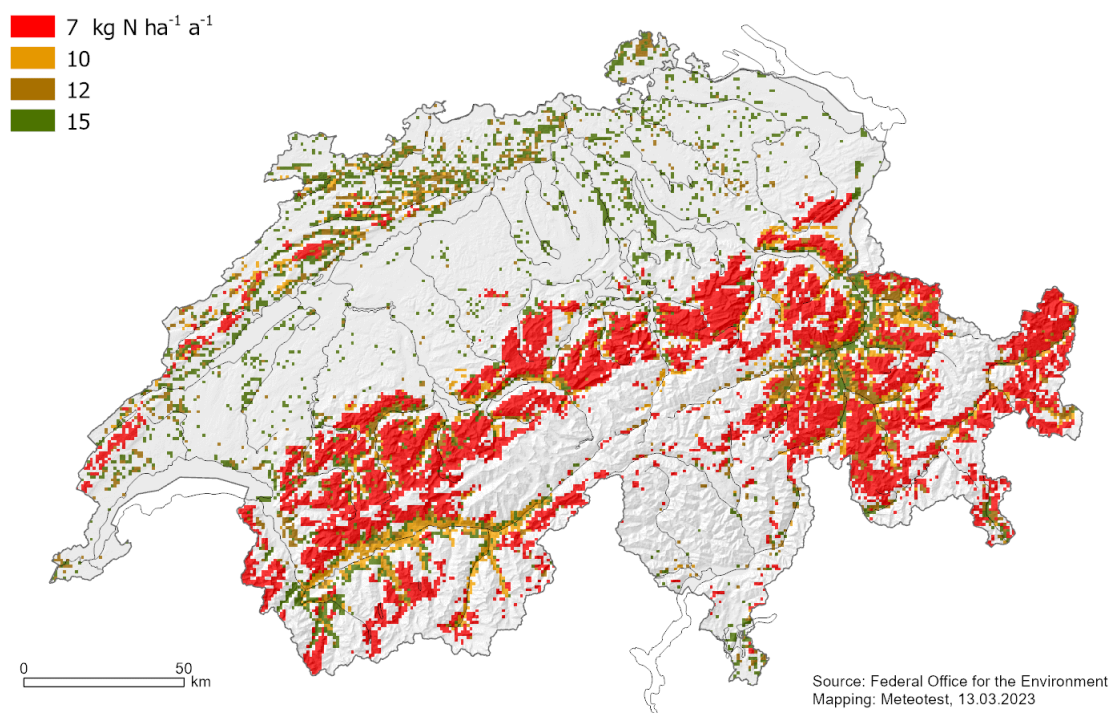 7 kg N ha⁻¹ a⁻¹
10
12
15
0 50
km
Source: Federal Office for the Environment
Mapping: Meteotest, 13.03.2023